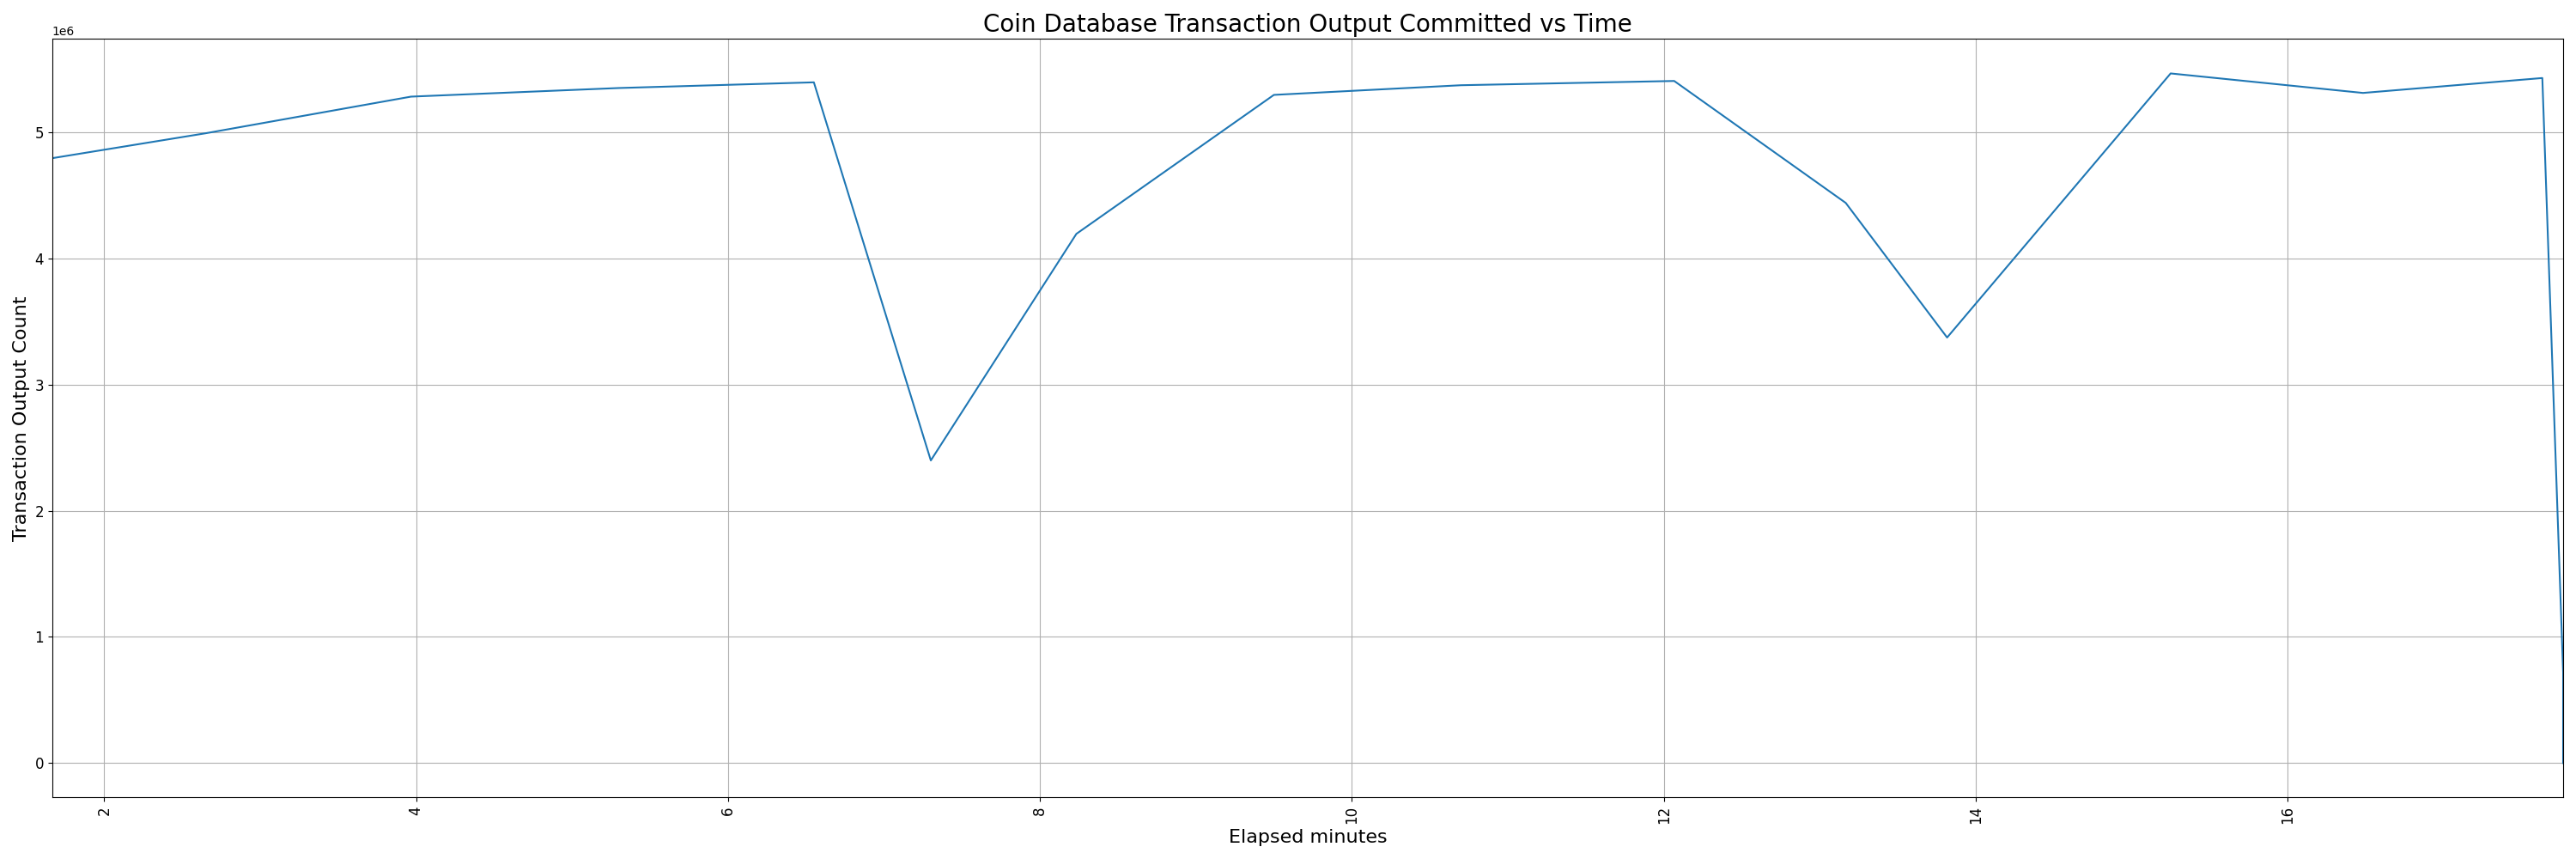 Coin Database Transaction Output Committed vs Time
1e6
5
4
3
2
1
0
Transaction Output Count
2 4 6 8 10 12 14 16
Elapsed minutes